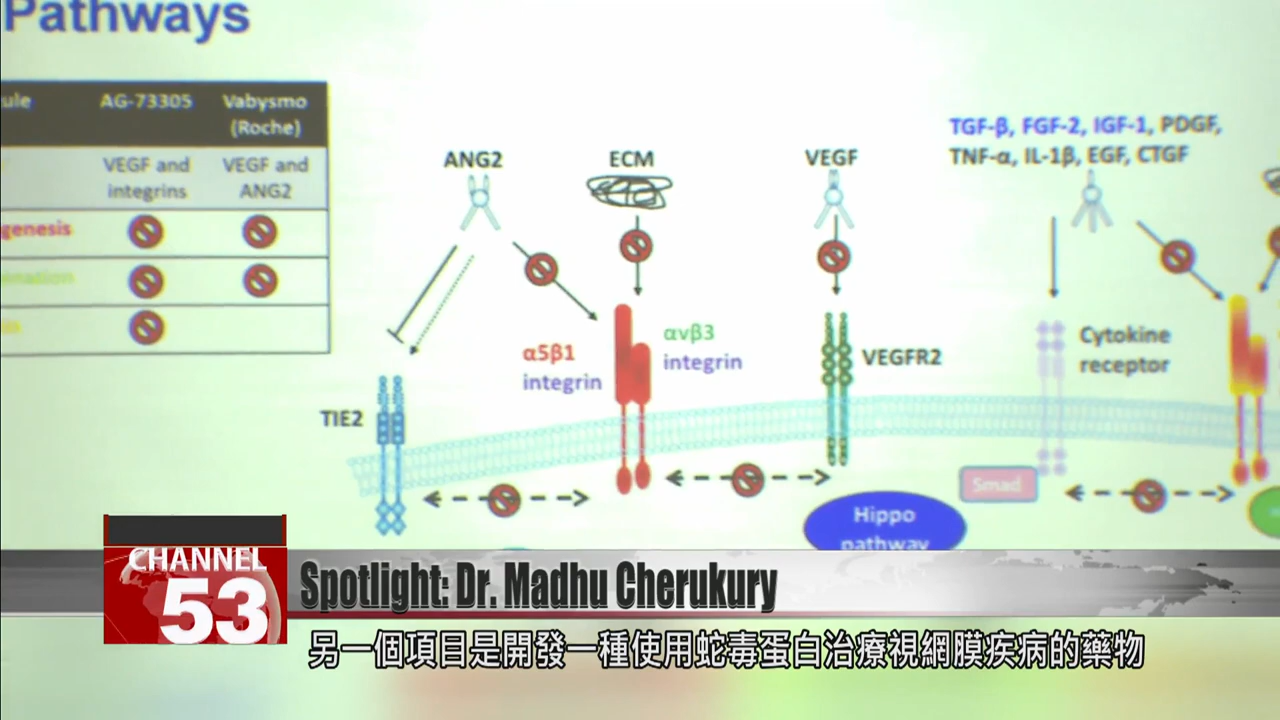 Pathways
AG-73305
Vabysmo
(Roche)
VEGF and
integrins
VEGF and
ANG2
ANG2
ECM
VEGF
TGF-β, FGF-2, IGF-1, PDGF,
TNF-α, IL-1β, EGF, CTGF
TIE2
α5β1
integrin
αvβ3
integrin
VEGFR2
Cytokine
receptor
Smad
Hippo
pathway
CHANNEL
53
Spotlight: Dr. Madhu Cherukury
另一個項目是開發一種使用蛇毒蛋白治療視網膜疾病的藥物